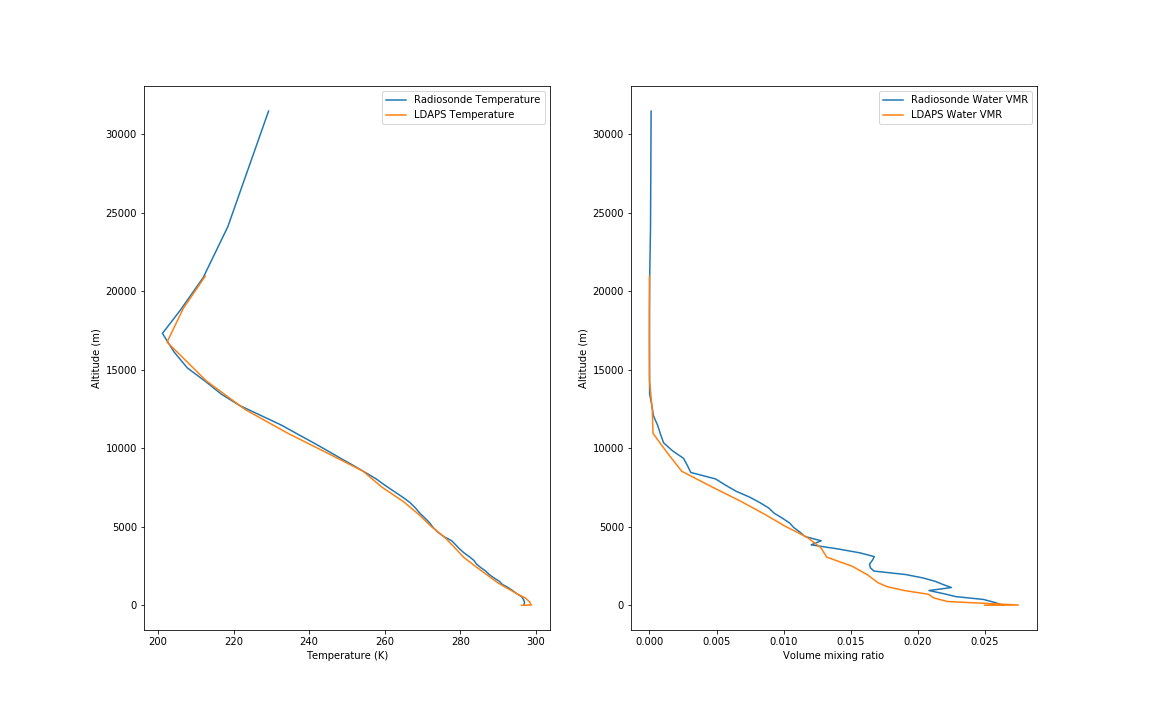 Radiosonde Temperature
LDAPS Temperature
30000
25000
20000
15000
10000
5000
0
Altitude (m)
200 220 240 260 280 300
Temperature (K)
Radiosonde Water VMR
LDAPS Water VMR
30000
25000
20000
15000
10000
5000
0
Altitude (m)
0.000 0.005 0.010 0.015 0.020 0.025
Volume mixing ratio